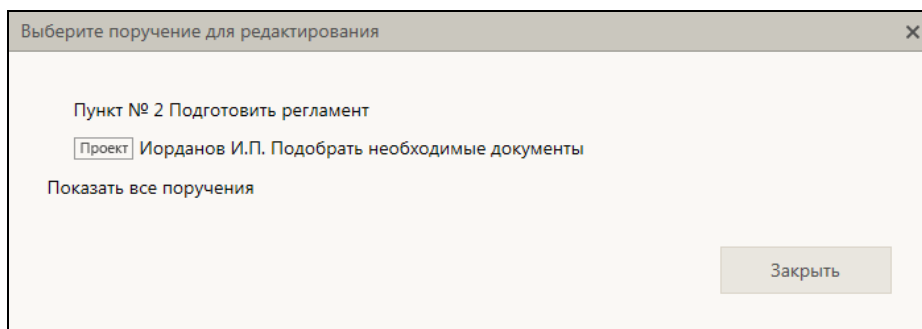 Выберите поручение для редактирования
Пункт № 2 Подготовить регламент
Проект Иорданов И.П. Подобрать необходимые документы
Показать все поручения
Закрыть